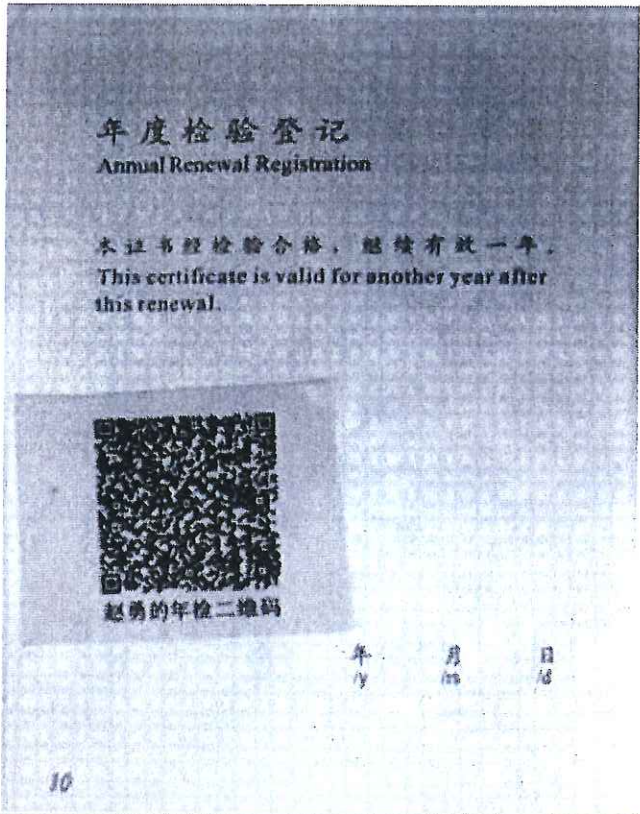 年度检验登记
Annual Renewal Registration
本证书经检验合格，继续有效一年。
This certificate is valid for another year after
this renewal.
赵勇的年检二维码
年 月 日
/y /m /d
10